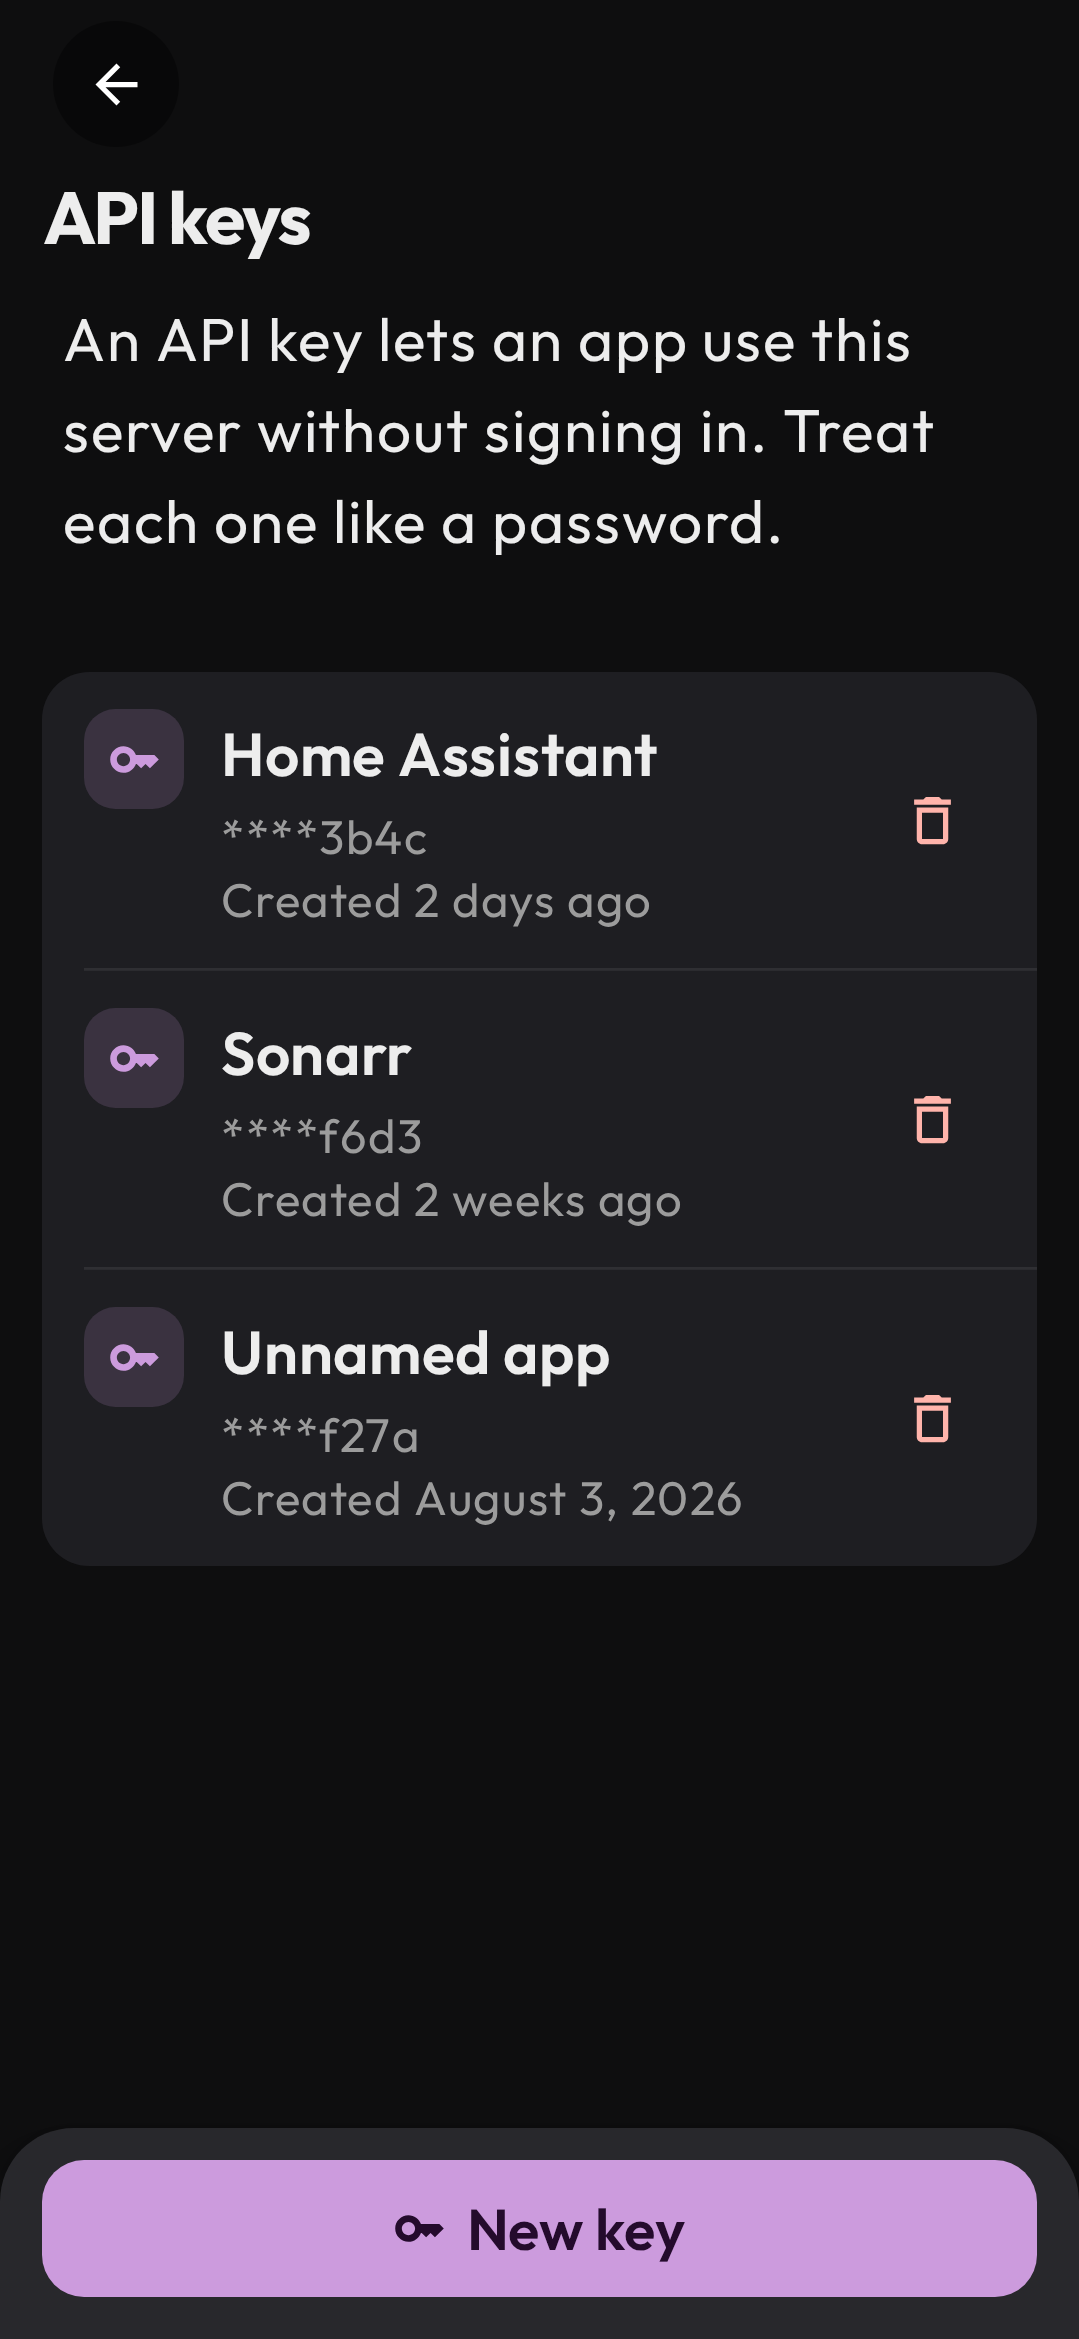 API keys
An API key lets an app use this
server without signing in. Treat
each one like a password.
Home Assistant
****3b4c
Created 2 days ago
Sonarr
****f6d3
Created 2 weeks ago
Unnamed app
****f27a
Created August 3, 2026
New key